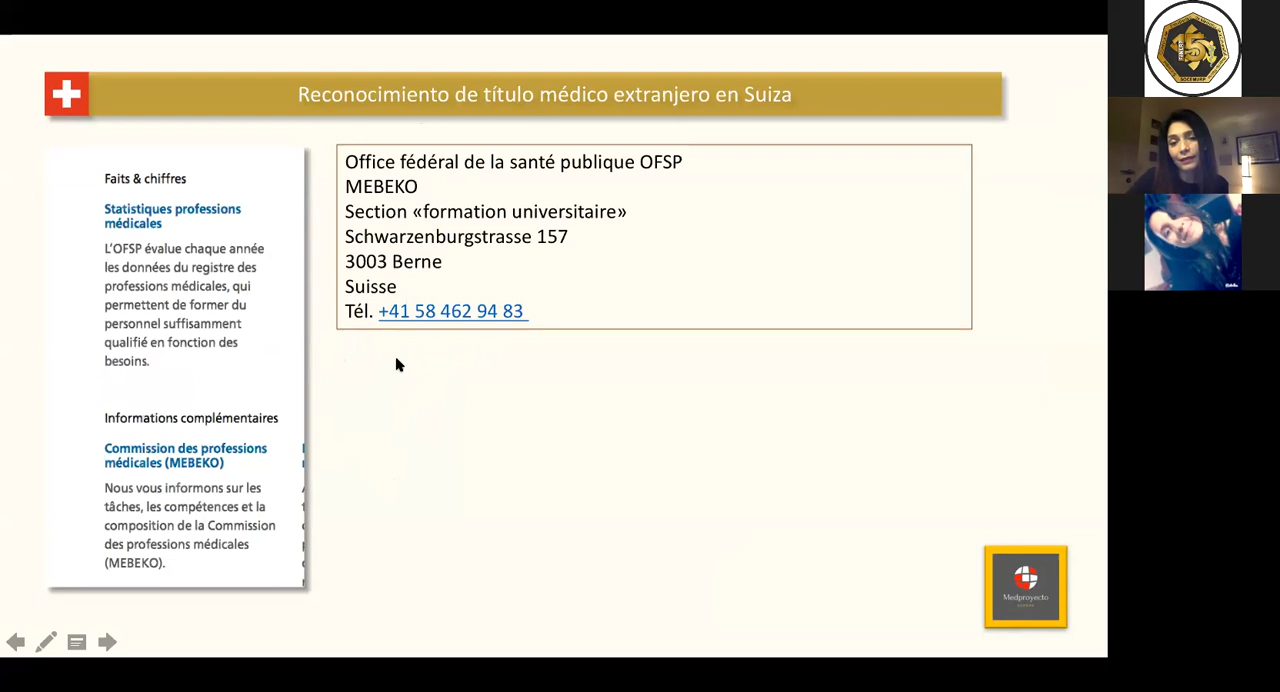 Reconocimiento de título médico extranjero en Suiza
Faits & chiffres
Statistiques professions
médicales
L'OFSP évalue chaque année
les données du registre des
professions médicales, qui
permettent de former du
personnel suffisamment
qualifié en fonction des
besoins.
Informations complémentaires
Commission des professions
médicales (MEBEKO)
Nous vous informons sur les
tâches, les compétences et la
composition de la Commission
des professions médicales
(MEBEKO).
Office fédéral de la santé publique OFSP
MEBEKO
Section «formation universitaire»
Schwarzenburgstrasse 157
3003 Berne
Suisse
Tél. +41 58 462 94 83
Medproyecto
15
SOCEMURP